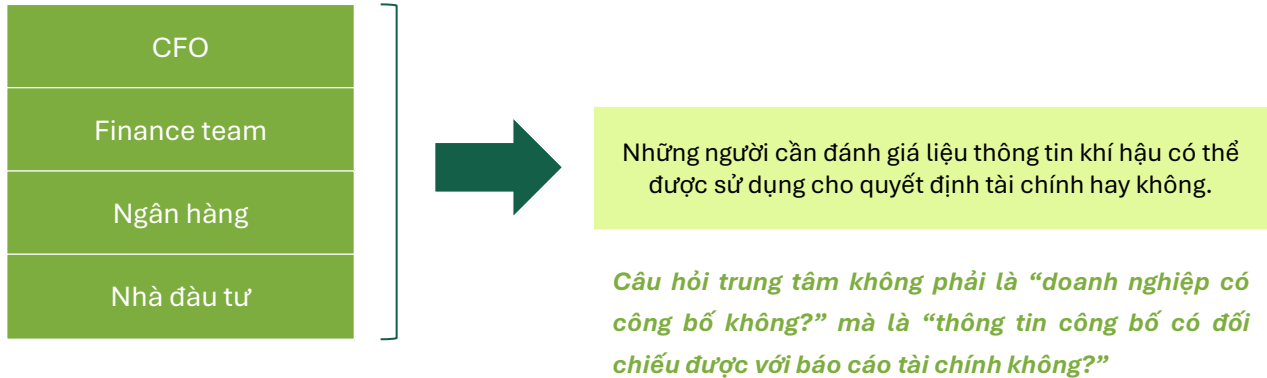 CFO
Finance team
Ngân hàng
Nhà đàu tư
Những người cần đánh giá liệu thông tin khí hậu có thể
được sử dụng cho quyết định tài chính hay không.
Câu hỏi trung tâm không phải là “doanh nghiệp có
công bố không?” mà là “thông tin công bố có đối
chiếu được với báo cáo tài chính không?”